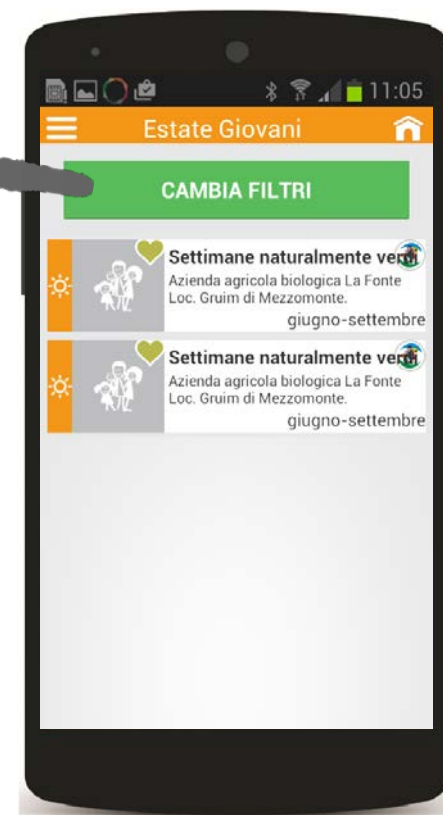 11:05
Estate Giovani
CAMBIA FILTRI
Settimane naturalmente verdi
Azienda agricola biologica La Fonte
Loc. Gruim di Mezzomonte.
giugno-settembre
Settimane naturalmente verdi
Azienda agricola biologica La Fonte
Loc. Gruim di Mezzomonte.
giugno-settembre